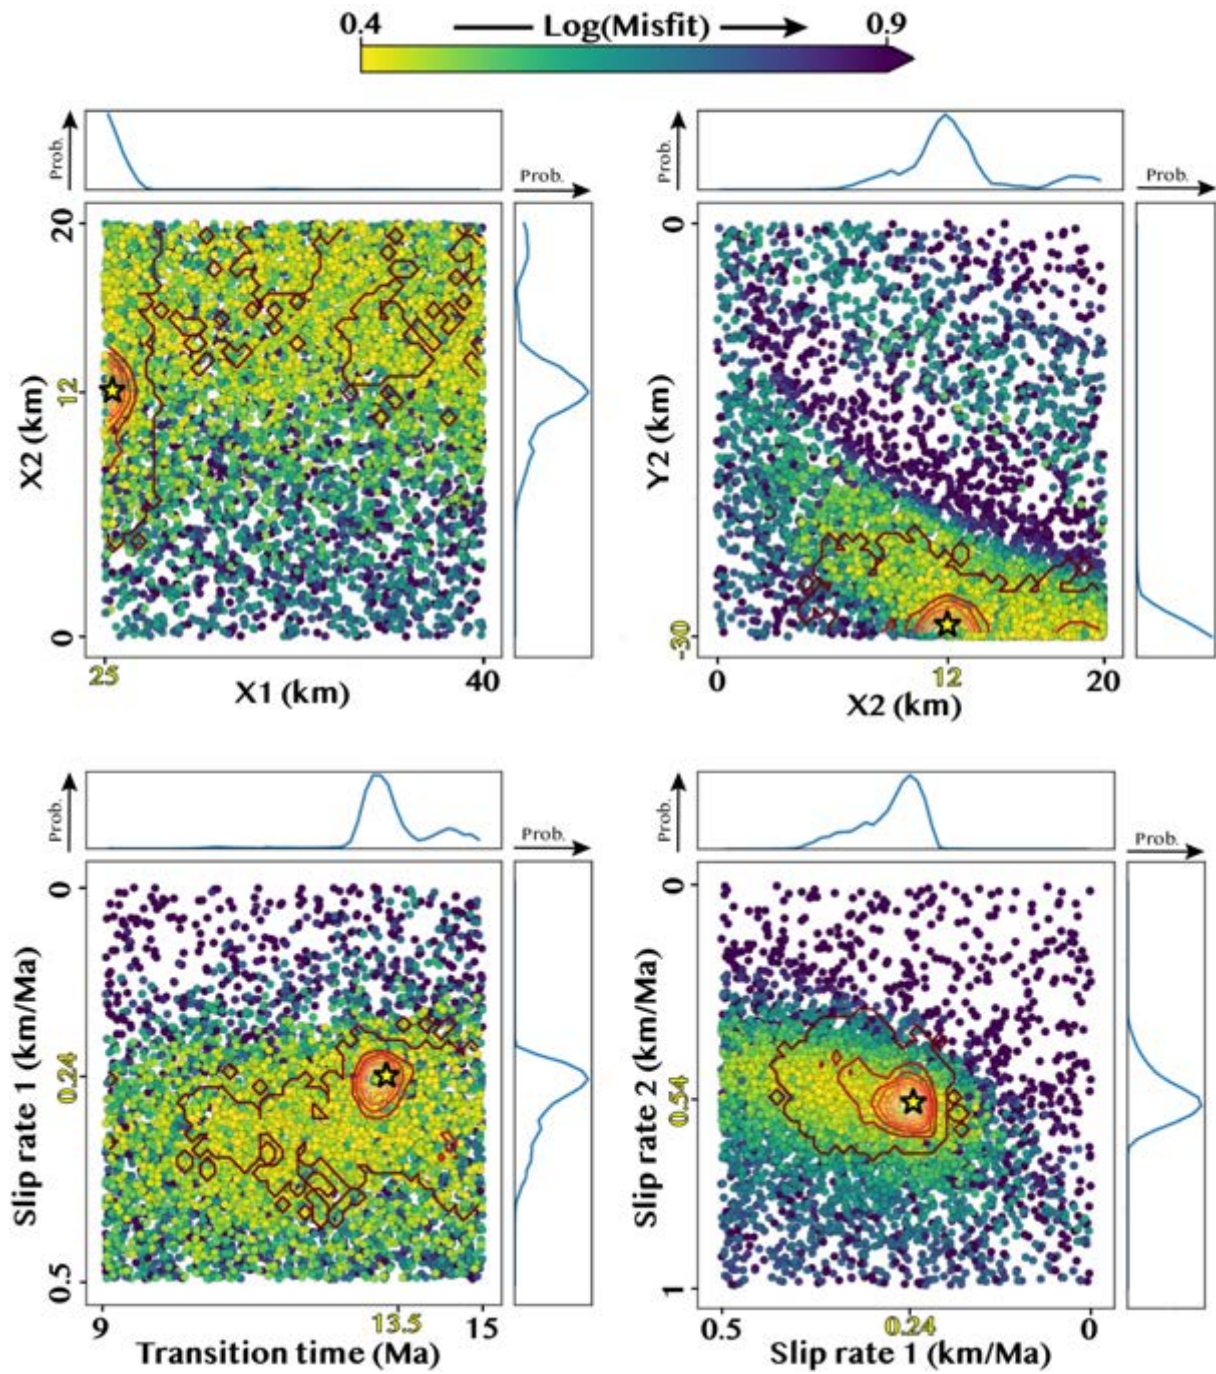 0.4 Log(Misfit) 0.9
Prob.
Prob.
20
12
0
X2 (km)
25 40
X1 (km)
Prob.
Prob.
0
-30
Y2 (km)
0 12 20
X2 (km)
Prob.
Prob.
0
0.24
0.5
Slip rate 1 (km/Ma)
9 13.5 15
Transition time (Ma)
Prob.
Prob.
0
0.54
1
Slip rate 2 (km/Ma)
0.5 0.24 0
Slip rate 1 (km/Ma)